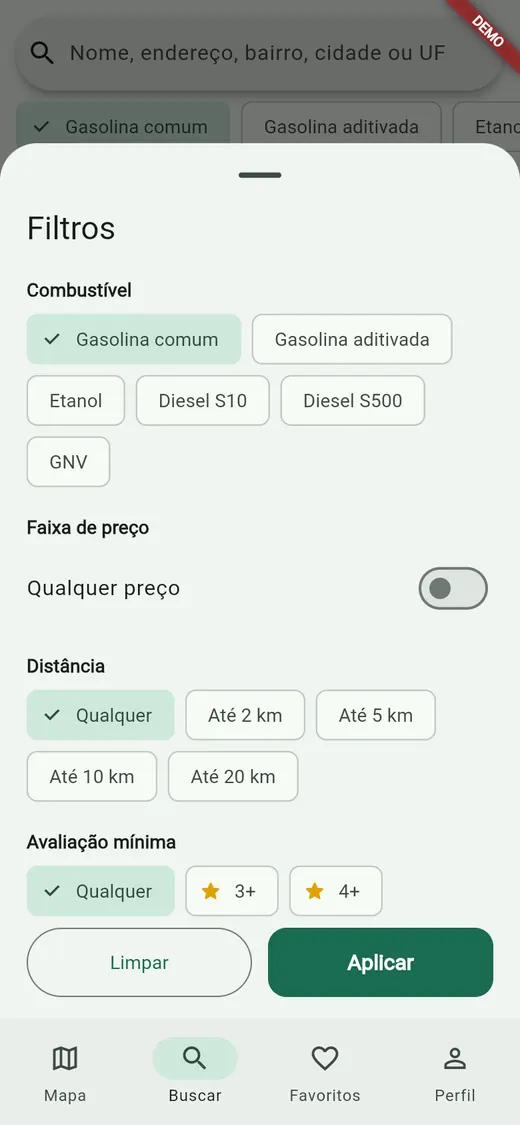 DEMO
Nome, endereço, bairro, cidade ou UF
Gasolina comum
Gasolina aditivada
Etano
Filtros
Combustível
Gasolina comum
Gasolina aditivada
Etanol
Diesel S10
Diesel S500
GNV
Faixa de preço
Qualquer preço
Distância
Qualquer
Até 2 km
Até 5 km
Até 10 km
Até 20 km
Avaliação mínima
Qualquer
3+
4+
Limpar
Aplicar
Mapa
Buscar
Favoritos
Perfil